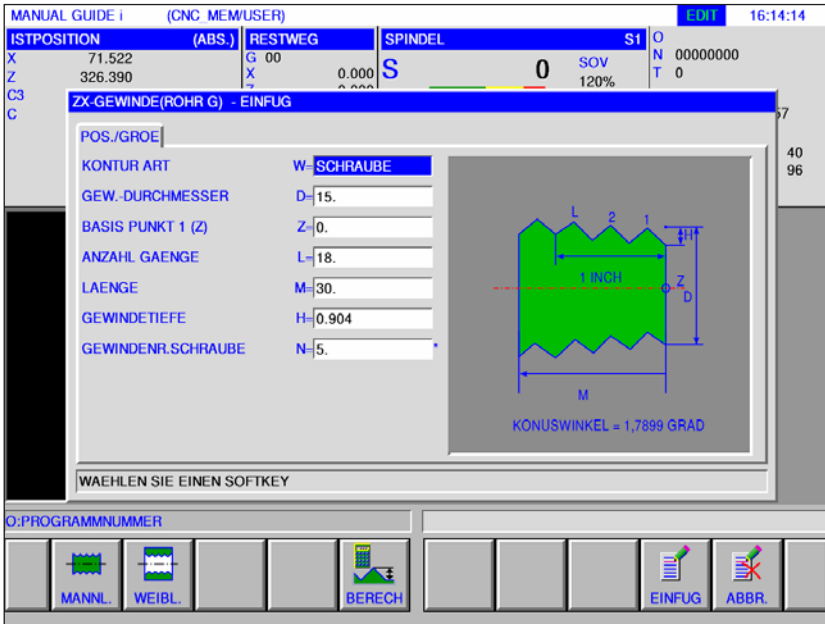 MANUAL GUIDE i (CNC_MEM/USER) EDIT 16:14:14
ISTPOSITION (ABS.) RESTWEG SPINDEL S1 O
X 71.522 G 00 N 00000000
Z 326.390 X 0.000 S 0 SOV T 0
C3 120%
C
ZX-GEWINDE(ROHR G) - EINFUG
POS./GROE
40
96
KONTUR ART W= SCHRAUBE
GEW.-DURCHMESSER D= 15.
BASIS PUNKT 1 (Z) Z= 0.
ANZAHL GAENGE L= 18.
LAENGE M= 30.
GEWINDETIEFE H= 0.904
GEWINDENR.SCHRAUBE N= 5. *
L 2 1
H
1 INCH
Z
D
M
KONUSWINKEL = 1,7899 GRAD
WAEHLEN SIE EINEN SOFTKEY
O:PROGRAMMNUMMER
MANNL. WEIBL. BERECH EINFUG ABBR.